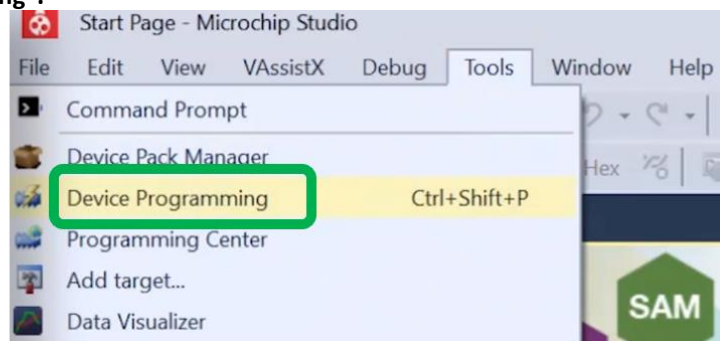 ng".
Start Page - Microchip Studio
File Edit View VAssistX Debug Tools Window Help
Command Prompt
Device Pack Manager
Hex
Device Programming Ctrl+Shift+P
Programming Center
Add target...
Data Visualizer
SAM